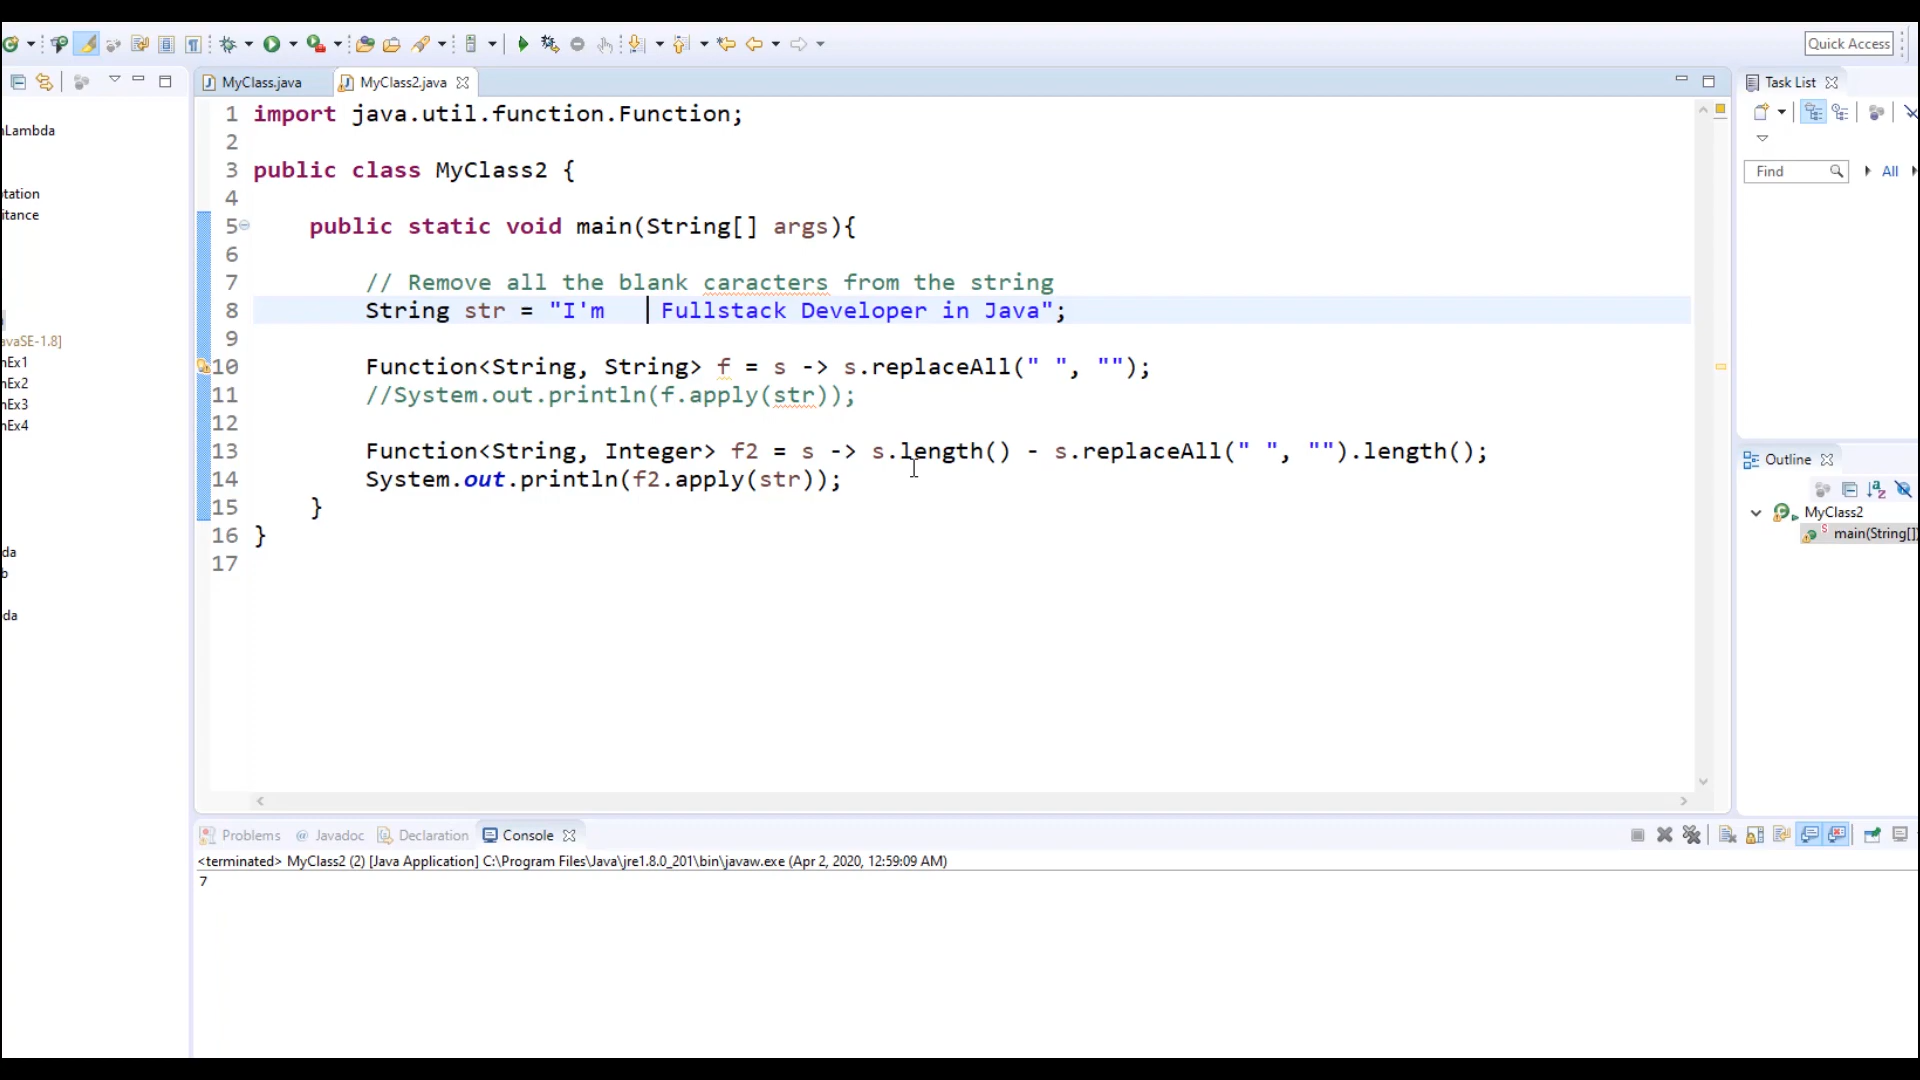 Quick Access
MyClass.java
MyClass2.java
Task List
nLambda
Find
All
tation
itance
avaSE-1.8]
nEx1
nEx2
nEx3
nEx4
da
b
da
1 import java.util.function.Function;
2
3 public class MyClass2 {
4
5 public static void main(String[] args){
6
7 // Remove all the blank caracters from the string
8 String str = "I'm    Fullstack Developer in Java";
9
10 Function<String, String> f = s -> s.replaceAll(" ", "");
11 //System.out.println(f.apply(str));
12
13 Function<String, Integer> f2 = s -> s.length() - s.replaceAll(" ", "").length();
14 System.out.println(f2.apply(str));
15 }
16 }
17
Outline
MyClass2
main(String[])
Problems
Javadoc
Declaration
Console
<terminated> MyClass2 (2) [Java Application] C:\Program Files\Java\jre1.8.0_201\bin\javaw.exe (Apr 2, 2020, 12:59:09 AM)
7